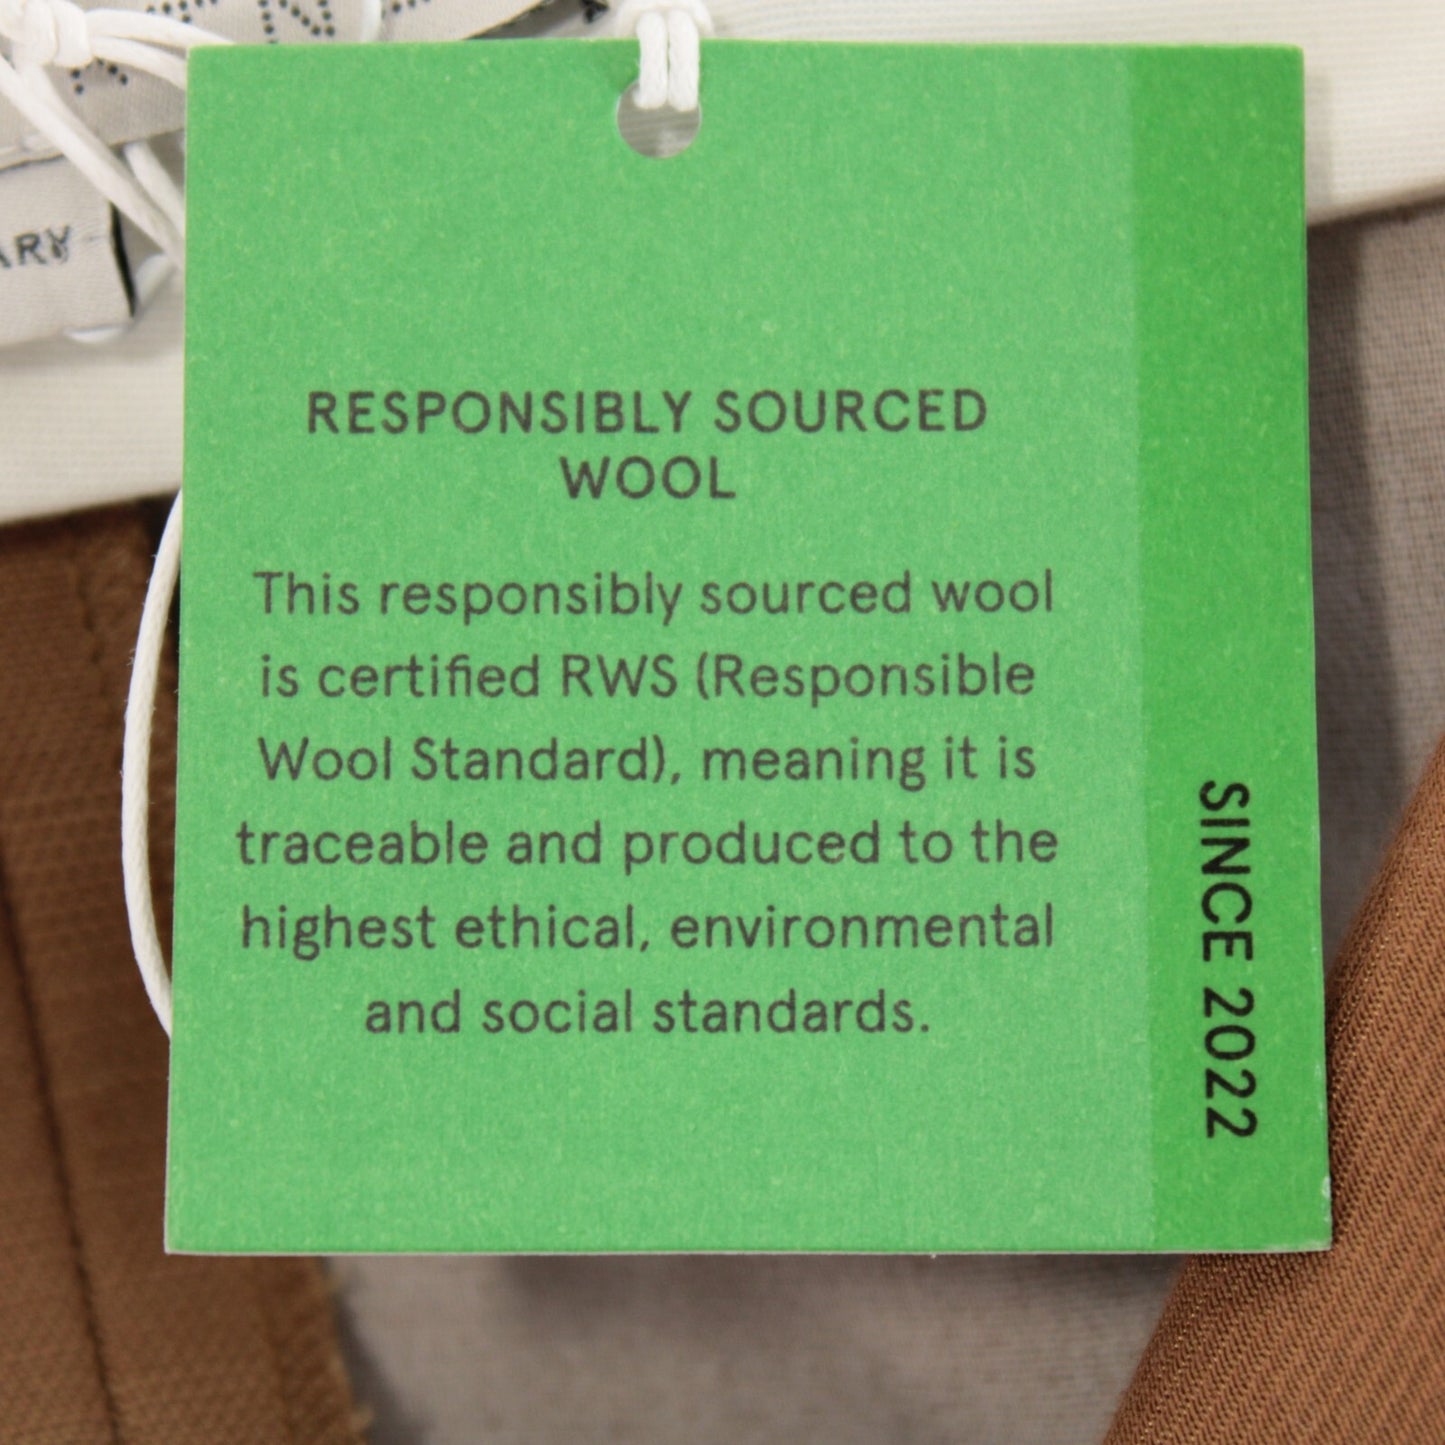 RESPONSIBLY SOURCED
WOOL
This responsibly sourced wool
is certified RWS (Responsible
Wool Standard), meaning it is
traceable and produced to the
highest ethical, environmental
and social standards.
SINCE 2022